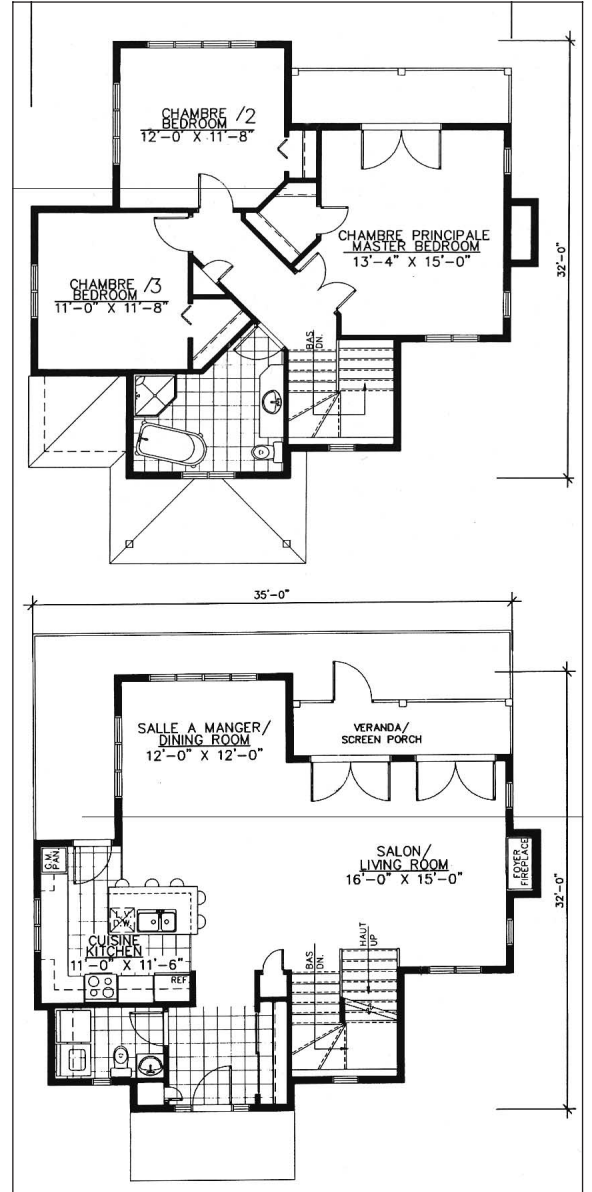 CHAMBRE /2
BEDROOM
12'-0" X 11'-8"
CHAMBRE PRINCIPALE
MASTER BEDROOM
13'-4" X 15'-0"
CHAMBRE /3
BEDROOM
11'-0" X 11'-8"
BAS
DN.
32'-0"
35'-0"
SALLE A MANGER/
DINING ROOM
12'-0" X 12'-0"
VERANDA/
SCREEN PORCH
G.M.
PAN.
SALON/
LIVING ROOM
16'-0" X 15'-0"
FOYER
FIREPLACE
32'-0"
L.V.
D.W.
CUISINE
KITCHEN
11'-0" X 11'-6"
REF.
BAS
DN.
HAUT
UP